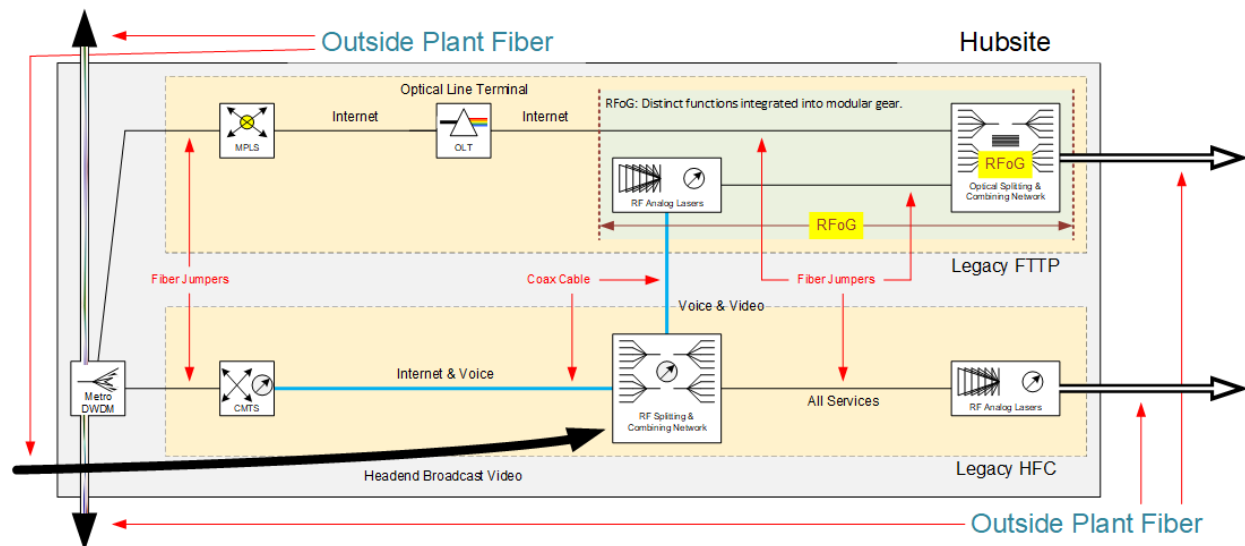 Outside Plant Fiber
Hubsite
Optical Line Terminal
RFoG: Distinct functions integrated into modular gear.
MPLS
Internet
OLT
Internet
RF Analog Lasers
RFoG
Optical Splitting &
Combining Network
RFoG
Legacy FTTP
Fiber Jumpers
Coax Cable
Fiber Jumpers
Voice & Video
Metro
DWDM
CMTS
Internet & Voice
RF Splitting &
Combining Network
All Services
RF Analog Lasers
Headend Broadcast Video
Legacy HFC
Outside Plant Fiber